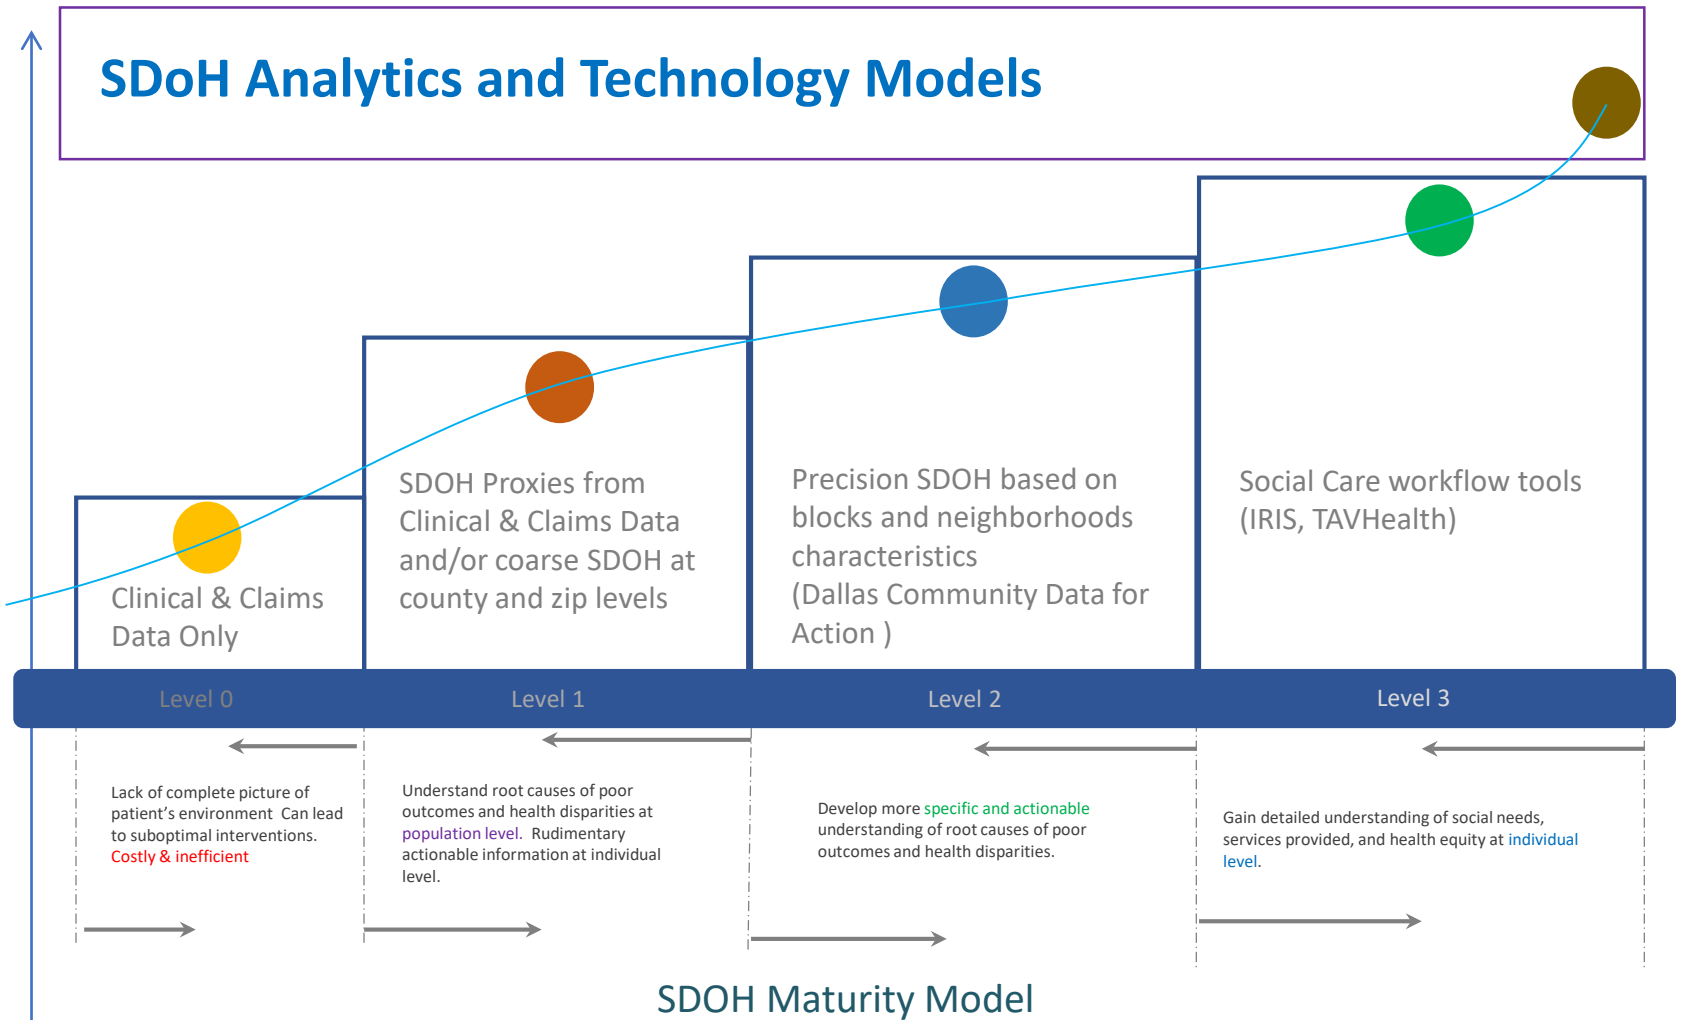 SDoH Analytics and Technology Models
Clinical & Claims
Data Only
SDOH Proxies from
Clinical & Claims Data
and/or coarse SDOH at
county and zip levels
Precision SDOH based on
blocks and neighborhoods
characteristics
(Dallas Community Data for
Action )
Social Care workflow tools
(IRIS, TAVHealth)
Level 0
Level 1
Level 2
Level 3
Lack of complete picture of
patient's environment  Can lead
to suboptimal interventions.
Costly & inefficient
Understand root causes of poor
outcomes and health disparities at
population level.  Rudimentary
actionable information at individual
level.
Develop more specific and actionable
understanding of root causes of poor
outcomes and health disparities.
Gain detailed understanding of social needs,
services provided, and health equity at individual
level.
SDOH Maturity Model